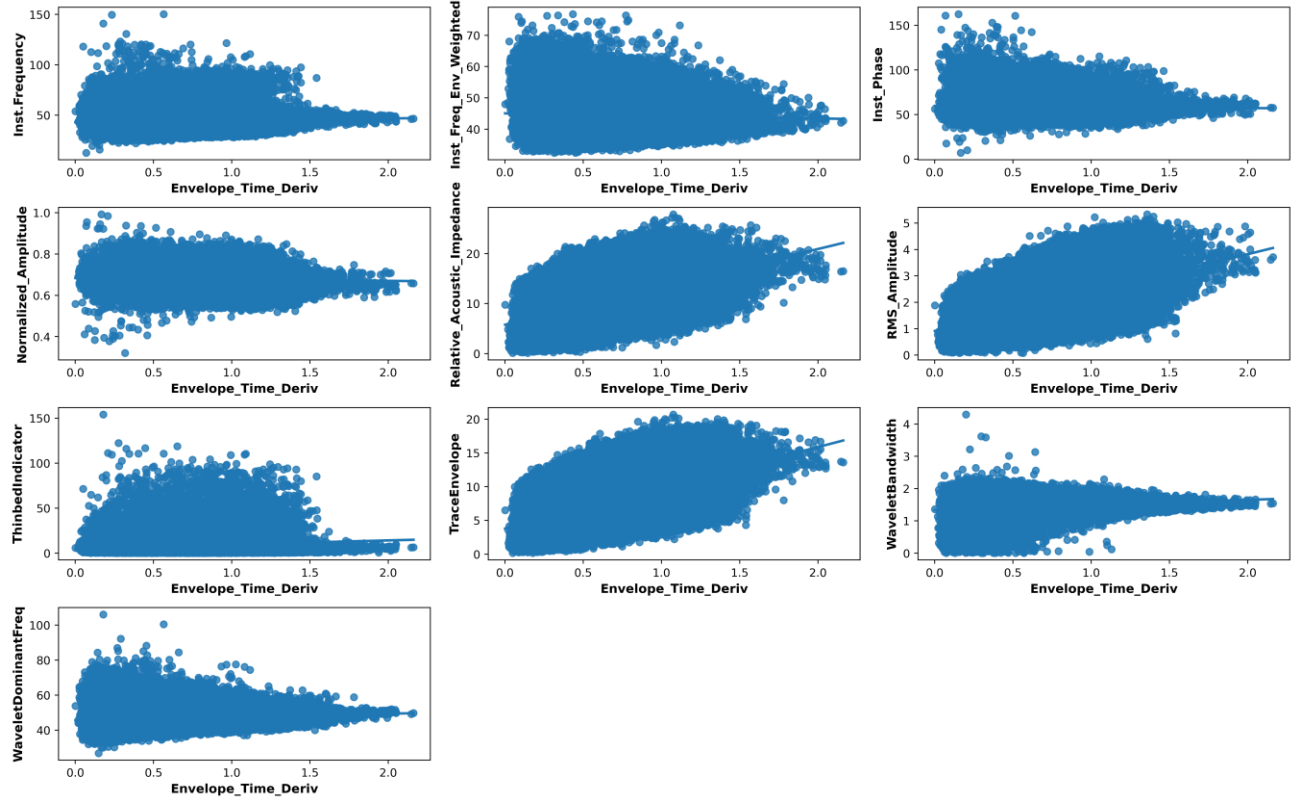 150
100
50
0.0 0.5 1.0 1.5 2.0
Inst.Frequency
Envelope_Time_Deriv
70
60
50
40
0.0 0.5 1.0 1.5 2.0
Inst_Freq_Env_Weighted
Envelope_Time_Deriv
150
100
50
0
0.0 0.5 1.0 1.5 2.0
Inst_Phase
Envelope_Time_Deriv
1.0
0.8
0.6
0.4
0.0 0.5 1.0 1.5 2.0
Normalized_Amplitude
Envelope_Time_Deriv
20
10
0
0.0 0.5 1.0 1.5 2.0
Relative_Acoustic_Impedance
Envelope_Time_Deriv
5
4
3
2
1
0
0.0 0.5 1.0 1.5 2.0
RMS_Amplitude
Envelope_Time_Deriv
150
100
50
0
0.0 0.5 1.0 1.5 2.0
ThinbedIndicator
Envelope_Time_Deriv
20
15
10
5
0
0.0 0.5 1.0 1.5 2.0
TraceEnvelope
Envelope_Time_Deriv
4
3
2
1
0
0.0 0.5 1.0 1.5 2.0
WaveletBandwidth
Envelope_Time_Deriv
100
80
60
40
0.0 0.5 1.0 1.5 2.0
WaveletDominantFreq
Envelope_Time_Deriv